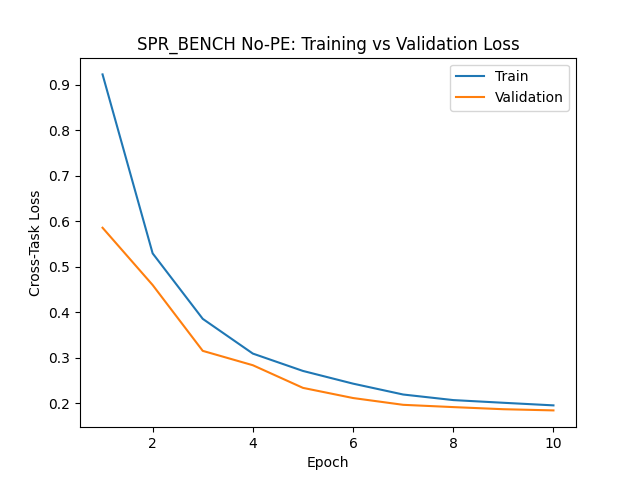 SPR_BENCH No-PE: Training vs Validation Loss
Train
Validation
Cross-Task Loss
0.9
0.8
0.7
0.6
0.5
0.4
0.3
0.2
2
4
6
8
10
Epoch